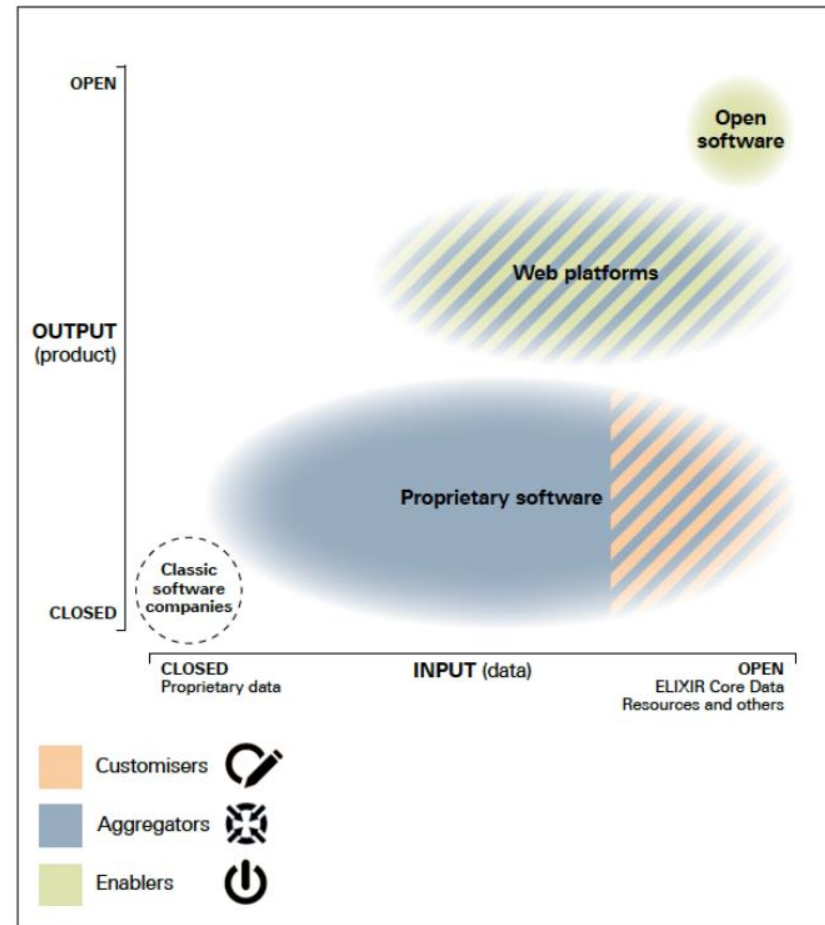 OPEN
Open
software
Web platforms
OUTPUT
(product)
Proprietary software
Classic
software
companies
CLOSED
CLOSED
Proprietary data
INPUT (data)
OPEN
ELIXIR Core Data
Resources and others
Customisers
Aggregators
Enablers